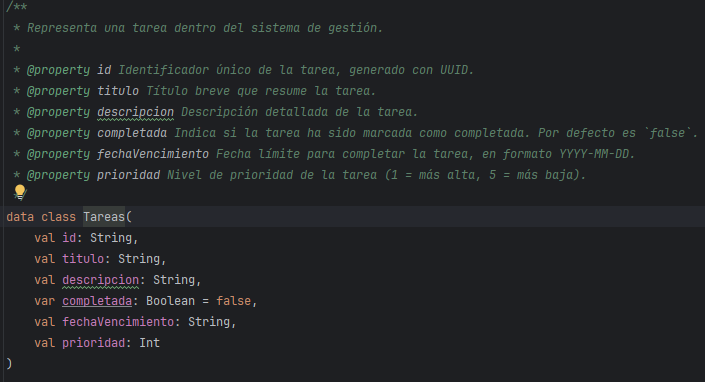 /**
 * Representa una tarea dentro del sistema de gestión.
 *
 * @property id Identificador único de la tarea, generado con UUID.
 * @property titulo Título breve que resume la tarea.
 * @property descripcion Descripción detallada de la tarea.
 * @property completada Indica si la tarea ha sido marcada como completada. Por defecto es `false`.
 * @property fechaVencimiento Fecha límite para completar la tarea, en formato YYYY-MM-DD.
 * @property prioridad Nivel de prioridad de la tarea (1 = más alta, 5 = más baja).
data class Tareas(
    val id: String,
    val titulo: String,
    val descripcion: String,
    var completada: Boolean = false,
    val fechaVencimiento: String,
    val prioridad: Int
)